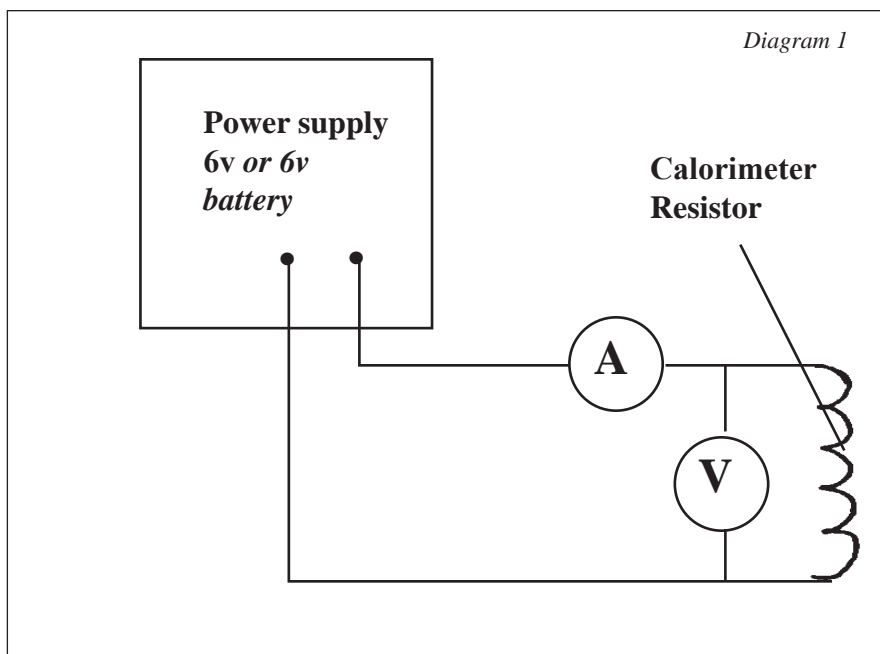 Diagram 1
Power supply
6v or 6v
battery
Calorimeter
Resistor
A
V